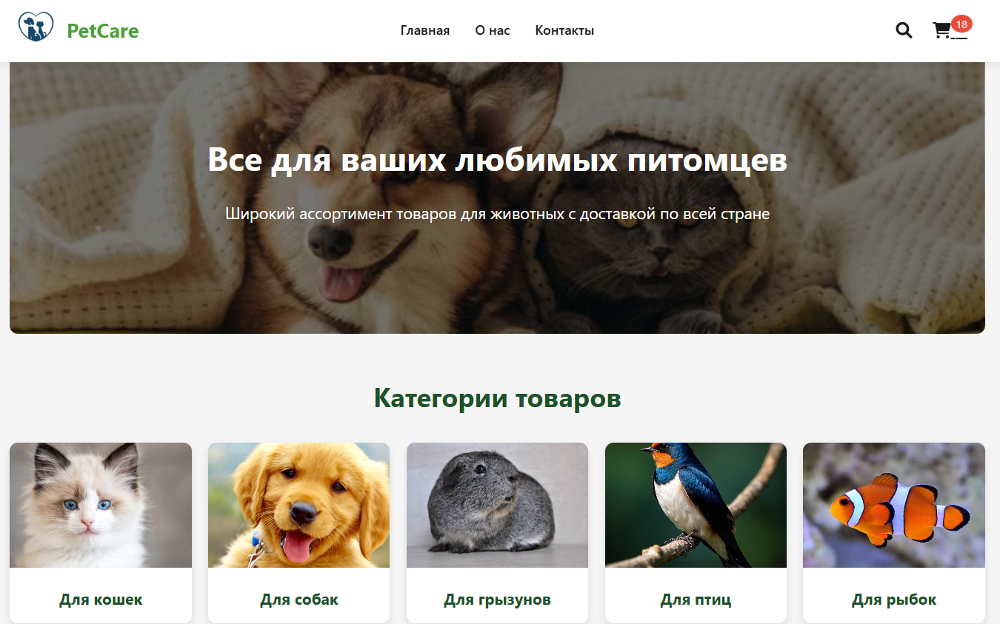 PetCare
Главная
О нас
Контакты
18
Все для ваших любимых питомцев
Широкий ассортимент товаров для животных с доставкой по всей стране
Категории товаров
Для кошек
Для собак
Для грызунов
Для птиц
Для рыбок